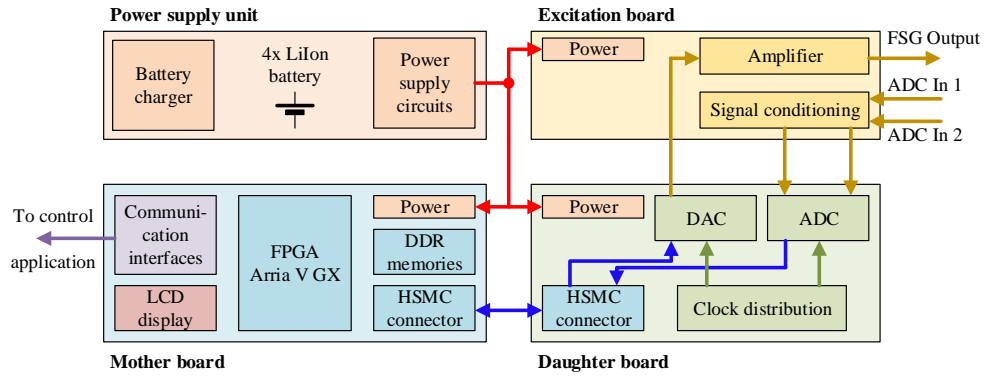 Power supply unit
Battery
charger
4x LiIon
battery
Power
supply
circuits
Excitation board
Power
Amplifier
Signal conditioning
FSG Output
ADC In 1
ADC In 2
To control
application
Communi-
cation
interfaces
LCD
display
FPGA
Arria V GX
Power
DDR
memories
HSMC
connector
Mother board
Power
DAC
ADC
HSMC
connector
Clock distribution
Daughter board